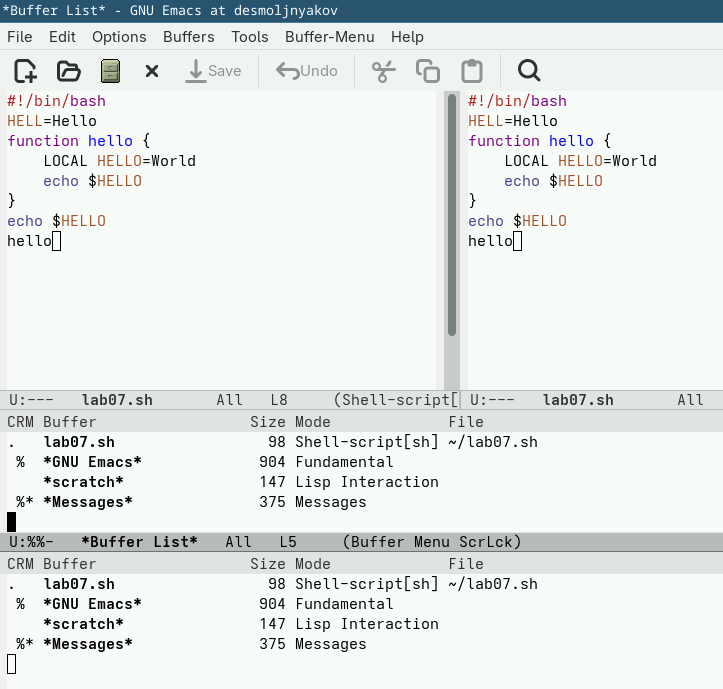 *Buffer List* - GNU Emacs at desmoljnyakov
File Edit Options Buffers Tools Buffer-Menu Help
Save Undo
#!/bin/bash
HELL=Hello
function hello {
    LOCAL HELLO=World
    echo $HELLO
}
echo $HELLO
hello
U:--- lab07.sh All L8 (Shell-script[
#!/bin/bash
HELL=Hello
function hello {
    LOCAL HELLO=World
    echo $HELLO
}
echo $HELLO
hello
U:--- lab07.sh All
CRM Buffer Size Mode File
. lab07.sh 98 Shell-script[sh] ~/lab07.sh
% *GNU Emacs* 904 Fundamental
*scratch* 147 Lisp Interaction
%* *Messages* 375 Messages
U:%%- *Buffer List* All L5 (Buffer Menu ScrLck)
CRM Buffer Size Mode File
. lab07.sh 98 Shell-script[sh] ~/lab07.sh
% *GNU Emacs* 904 Fundamental
*scratch* 147 Lisp Interaction
%* *Messages* 375 Messages